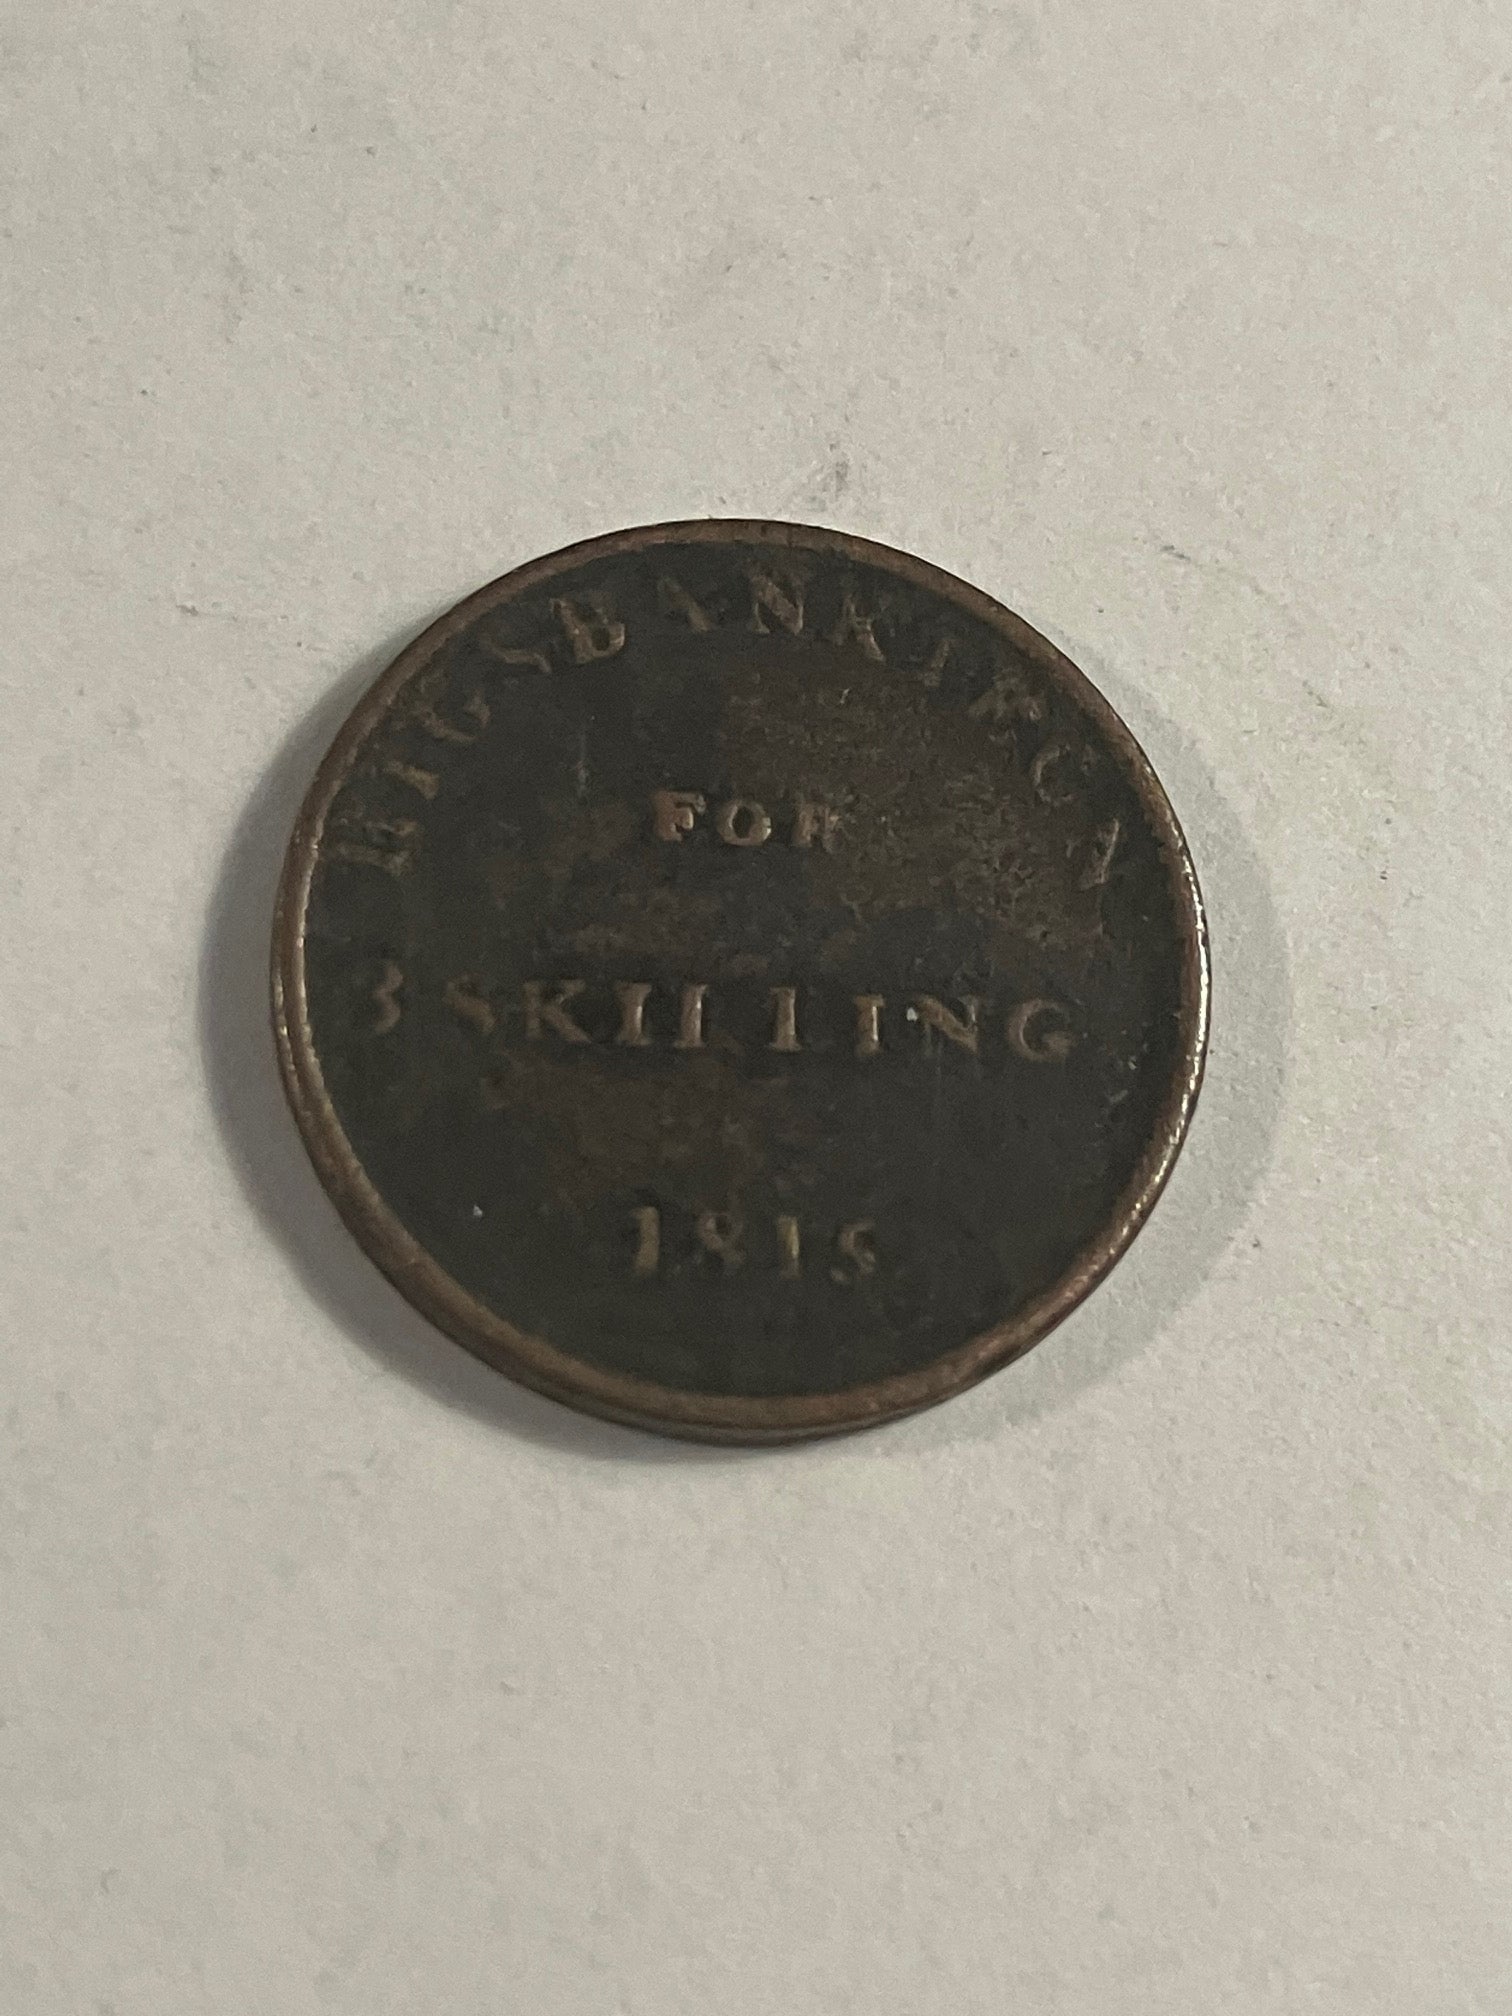 RIGSBANKTEGN
FOR
3 SKILLING
1815